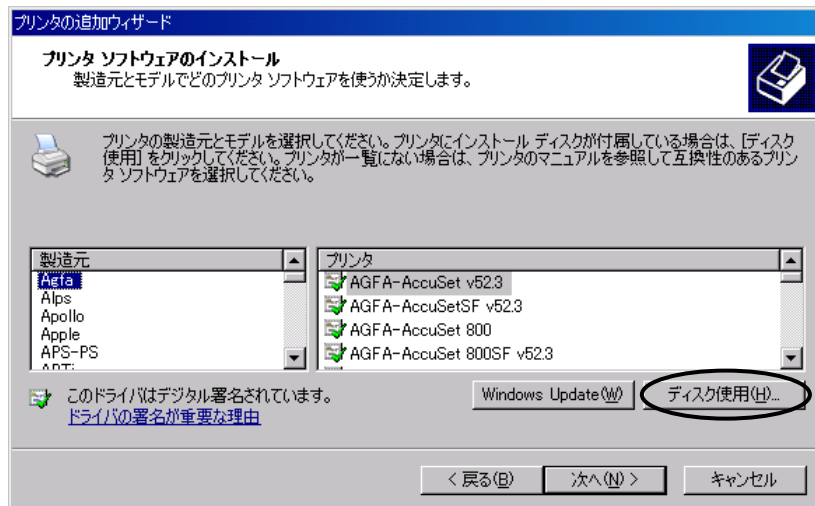 プリンタの追加ウィザード
プリンタ ソフトウェアのインストール
製造元とモデルでどのプリンタ ソフトウェアを使うか決定します。
プリンタの製造元とモデルを選択してください。プリンタにインストール ディスクが付属している場合は、[ディスク
使用] をクリックしてください。プリンタが一覧にない場合は、プリンタのマニュアルを参照して互換性のあるプリン
タ ソフトウェアを選択してください。
製造元
Agfa
Alps
Apollo
Apple
APS-PS
プリンタ
AGFA-AccuSet v52.3
AGFA-AccuSetSF v52.3
AGFA-AccuSet 800
AGFA-AccuSet 800SF v52.3
このドライバはデジタル署名されています。
ドライバの署名が重要な理由
Windows Update(W)
ディスク使用(H)...
< 戻る(B)
次へ(N) >
キャンセル